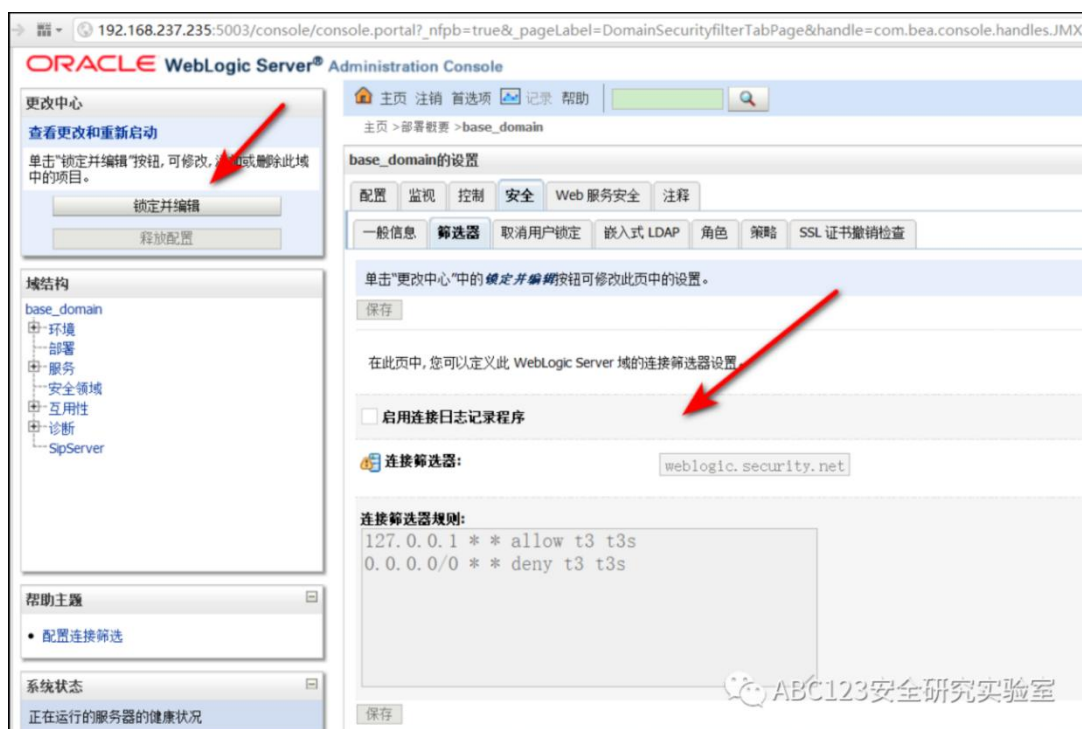 192.168.237.235:5003/console/console.portal?_nfpb=true&_pageLabel=DomainSecurityfilterTabPage&handle=com.bea.console.handles.JMX
ORACLE WebLogic Server® Administration Console
更改中心
查看更改和重新启动
单击"锁定并编辑"按钮, 可修改, 或删除此域
中的项目。
锁定并编辑
释放配置
域结构
base_domain
环境
部署
服务
安全领域
互用性
诊断
SipServer
帮助主题
配置连接筛选
系统状态
正在运行的服务器的健康状况
主页 注销 首选项 记录 帮助
主页 >部署概要 >base_domain
base_domain的设置
配置 监视 控制 安全 Web 服务安全 注释
一般信息 筛选器 取消用户锁定 嵌入式 LDAP 角色 策略 SSL 证书撤销检查
单击"更改中心"中的锁定并编辑按钮可修改此页中的设置。
保存
在此页中, 您可以定义此 WebLogic Server 域的连接筛选器设置。
启用连接日志记录程序
连接筛选器:
weblogic.security.net
连接筛选器规则:
127.0.0.1 * * allow t3 t3s
0.0.0.0/0 * * deny t3 t3s
保存
ABC123安全研究实验室